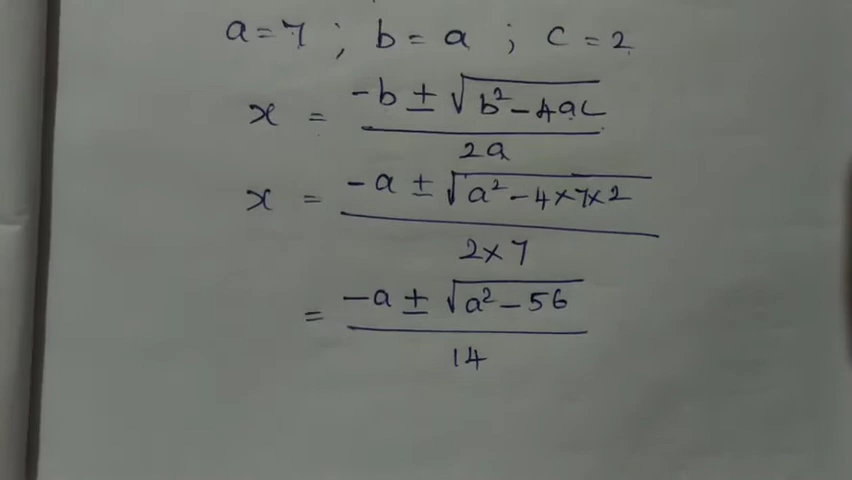 a = 7 ; b = a ; c = 2
x = (-b ± √(b² - 4ac)) / 2a
x = (-a ± √(a² - 4×7×2)) / 2×7
= (-a ± √(a² - 56)) / 14